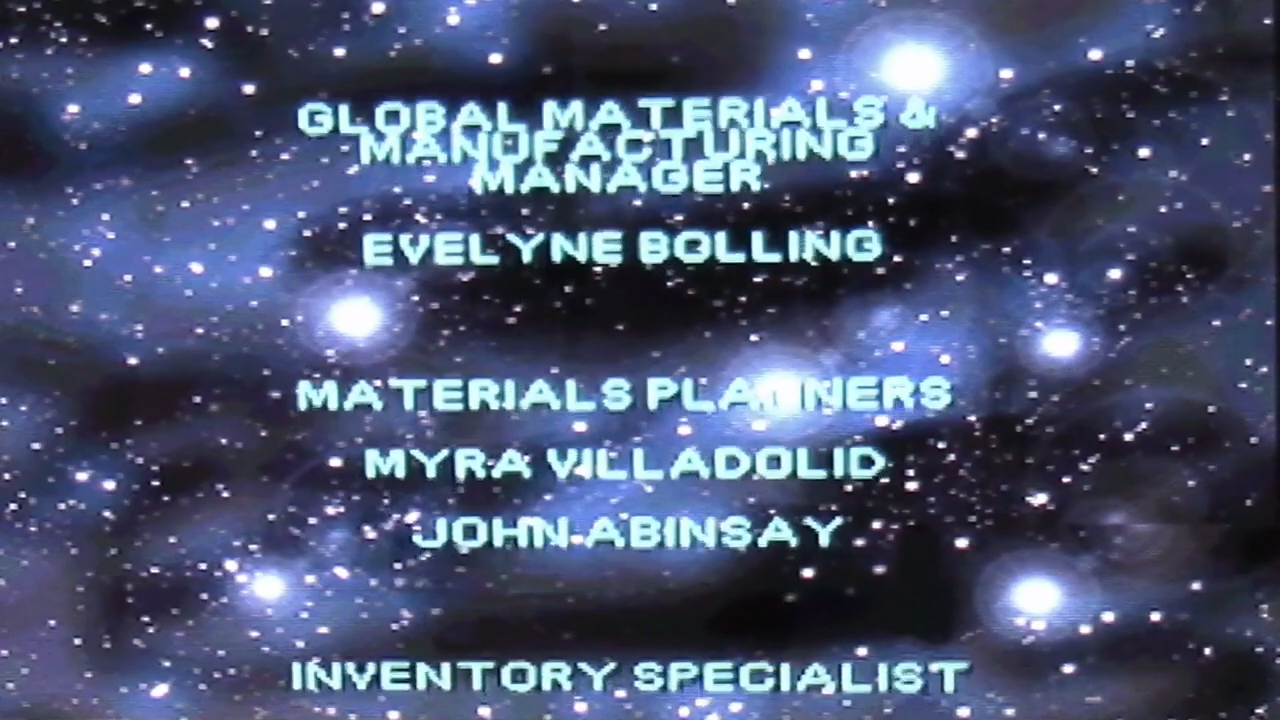 GLOBAL MATERIALS &
MANUFACTURING
MANAGER
EVELYNE BOLLING
MATERIALS PLANNERS
MYRA VILLADOLID
JOHN ABINSAY
INVENTORY SPECIALIST